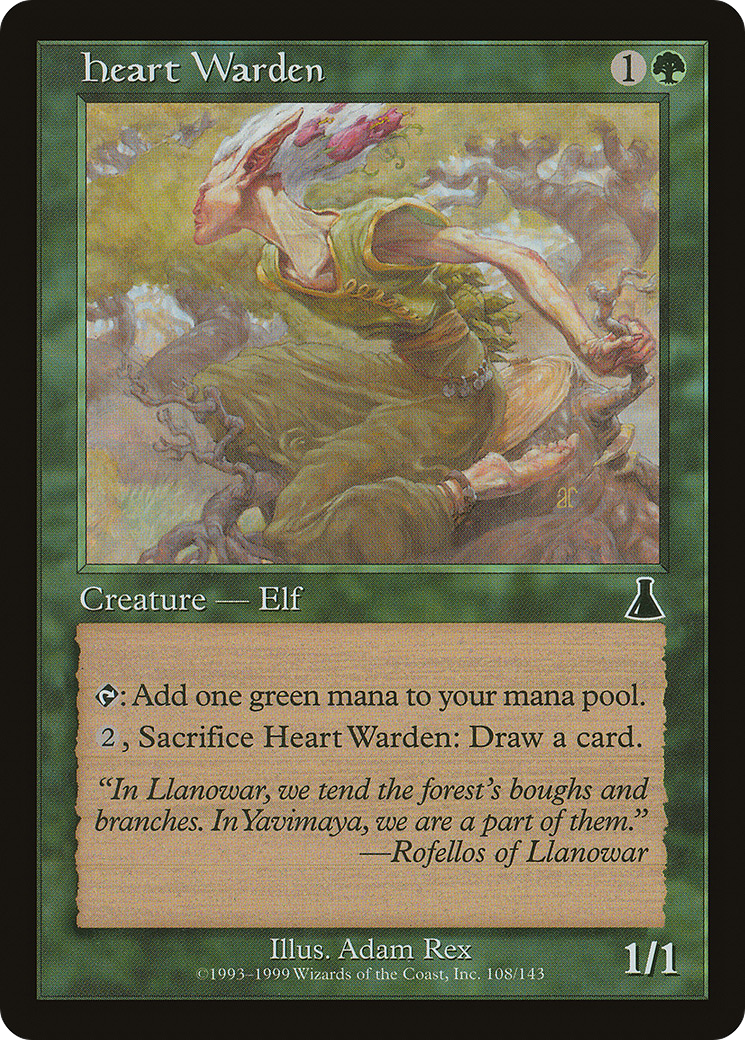 Heart Warden 1
Creature — Elf
: Add one green mana to your mana pool.
2, Sacrifice Heart Warden: Draw a card.
“In Llanowar, we tend the forest’s boughs and
branches. In Yavimaya, we are a part of them.”
—Rofellos of Llanowar
Illus. Adam Rex
©1993–1999 Wizards of the Coast, Inc. 108/143
1/1